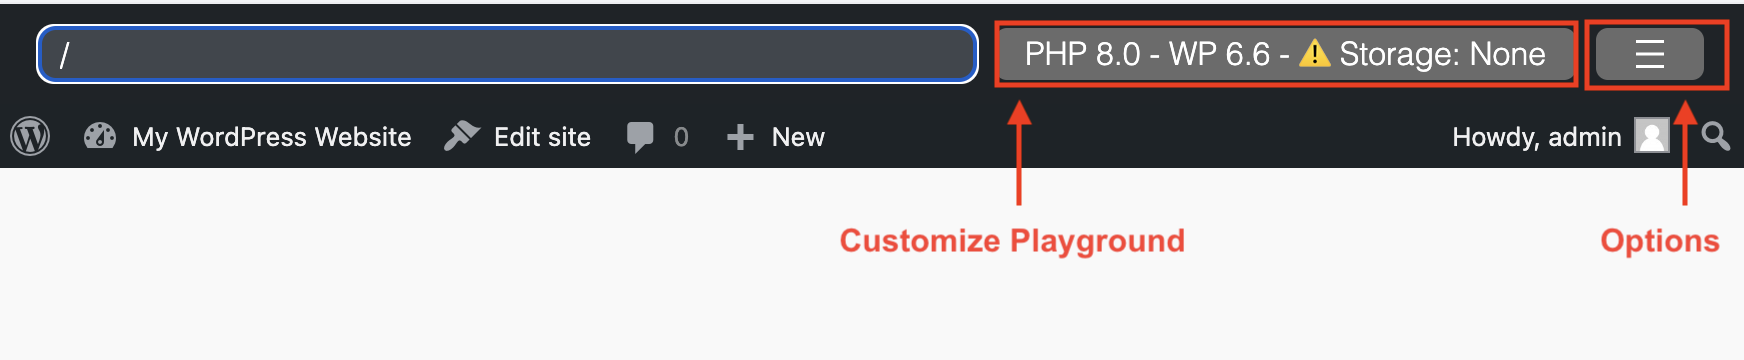 /
PHP 8.0 - WP 6.6 - ⚠️ Storage: None
My WordPress Website Edit site 0 New Howdy, admin
Customize Playground
Options